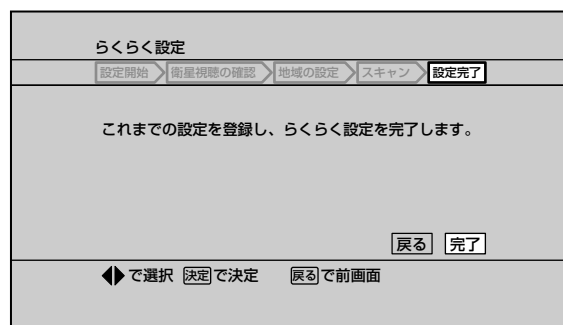 らくらく設定
設定開始 衛星視聴の確認 地域の設定 スキャン 設定完了
これまでの設定を登録し、らくらく設定を完了します。
戻る 完了
で選択 決定で決定 戻るで前画面